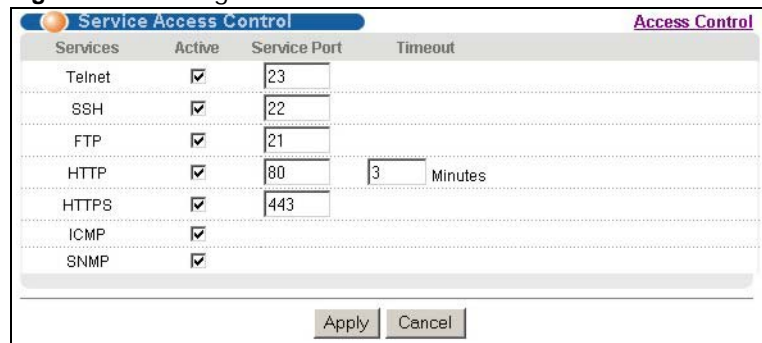 Service Access Control Access Control
Services Active Service Port Timeout
Telnet 23
SSH 22
FTP 21
HTTP 80 3 Minutes
HTTPS 443
ICMP
SNMP
Apply Cancel